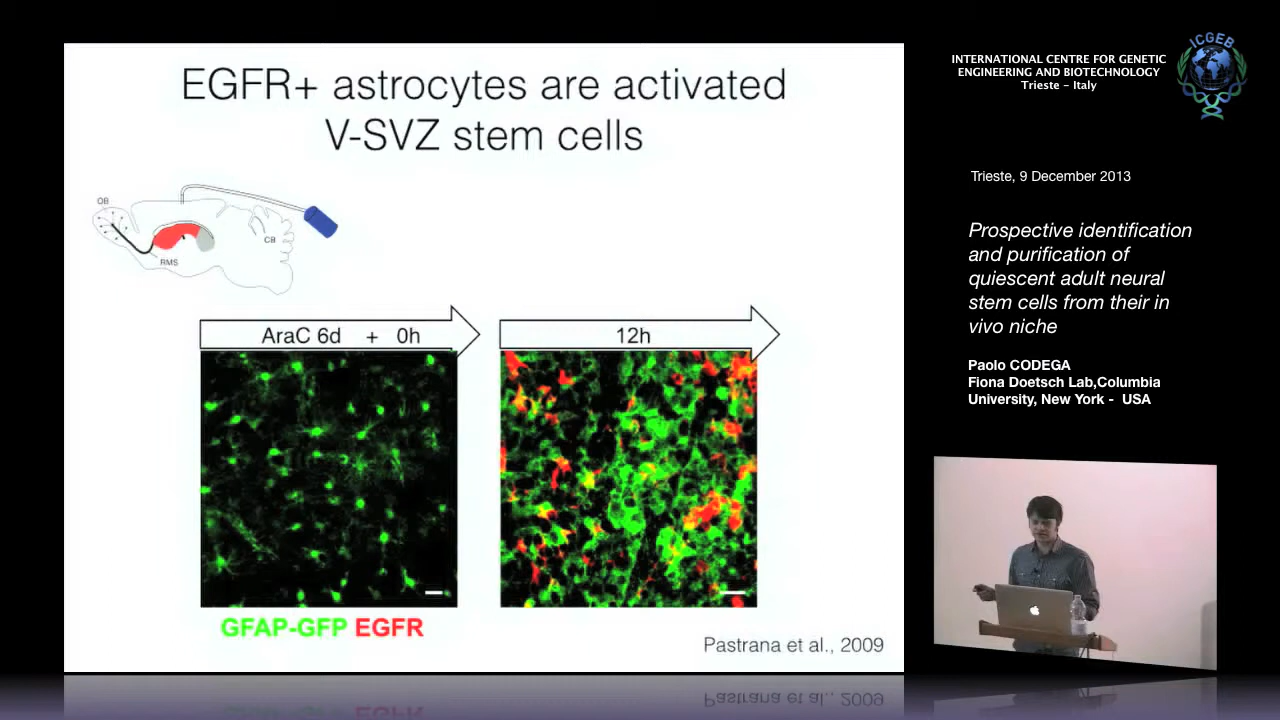 EGFR+ astrocytes are activated
V-SVZ stem cells
OB
CB
RMS
AraC 6d + 0h
12h
GFAP-GFP EGFR
Pastrana et al., 2009
INTERNATIONAL CENTRE FOR GENETIC
ENGINEERING AND BIOTECHNOLOGY
Trieste - Italy
ICGEB
Trieste, 9 December 2013
Prospective identification
and purification of
quiescent adult neural
stem cells from their in
vivo niche
Paolo CODEGA
Fiona Doetsch Lab,Columbia
University, New York - USA